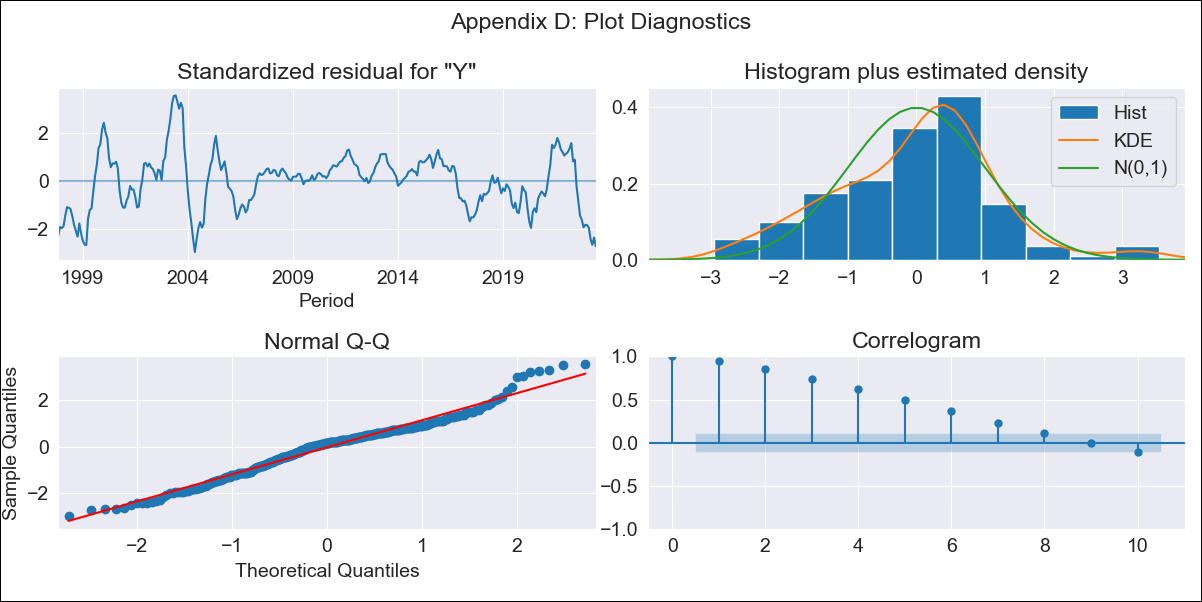 Appendix D: Plot Diagnostics
Standardized residual for "Y"
2
0
−2
1999 2004 2009 2014 2019
Period
Histogram plus estimated density
0.4
0.2
0.0
−3 −2 −1 0 1 2 3
Hist
KDE
N(0,1)
Normal Q-Q
Sample Quantiles
2
0
−2
−2 −1 0 1 2
Theoretical Quantiles
Correlogram
1.0
0.5
0.0
−0.5
−1.0
0 2 4 6 8 10